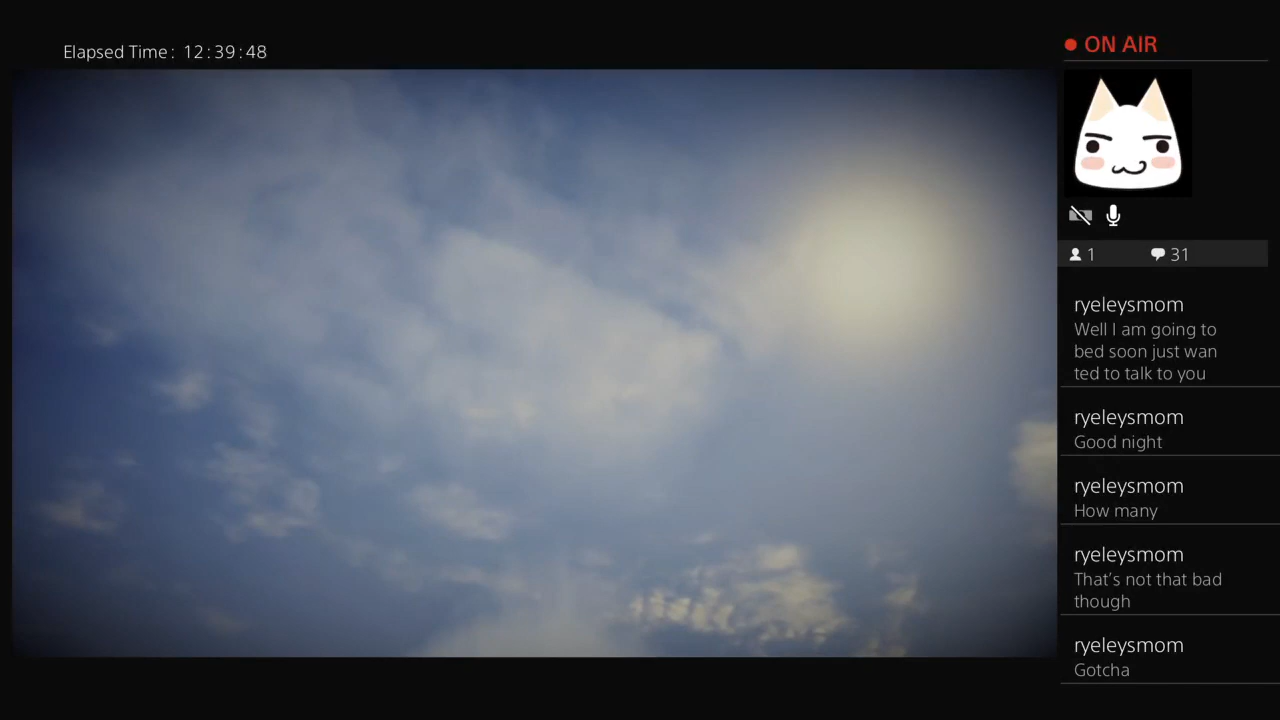 Elapsed Time: 12:39:48
ON AIR
1
31
ryeleysmom
Well I am going to
bed soon just wan
ted to talk to you
ryeleysmom
Good night
ryeleysmom
How many
ryeleysmom
That's not that bad
though
ryeleysmom
Gotcha